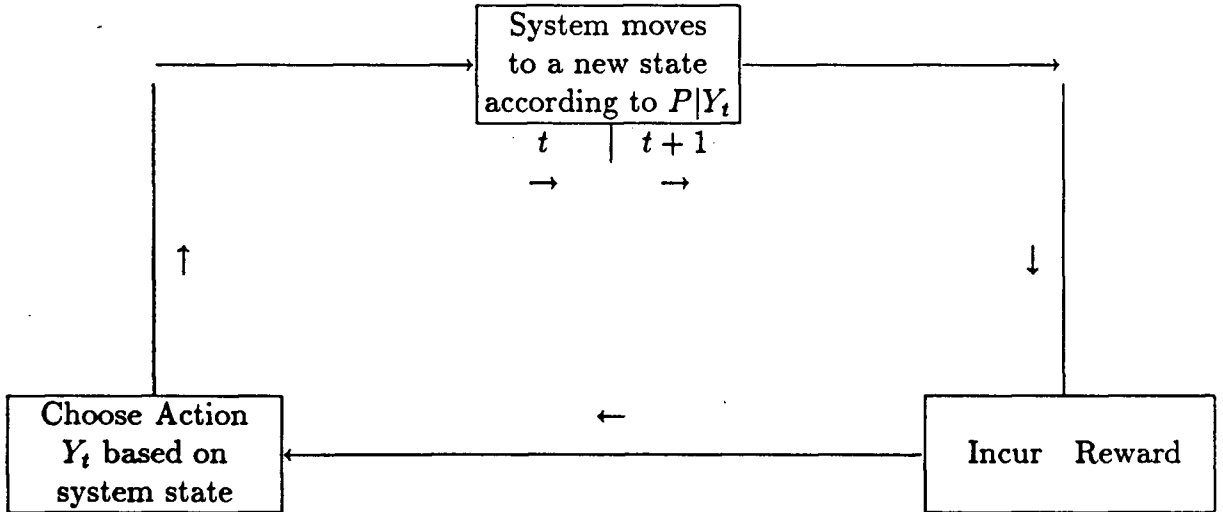 System moves
to a new state
according to P|Y_t
t | t + 1
→ →
↑ ↓
←
Choose Action
Y_t based on
system state
Incur Reward